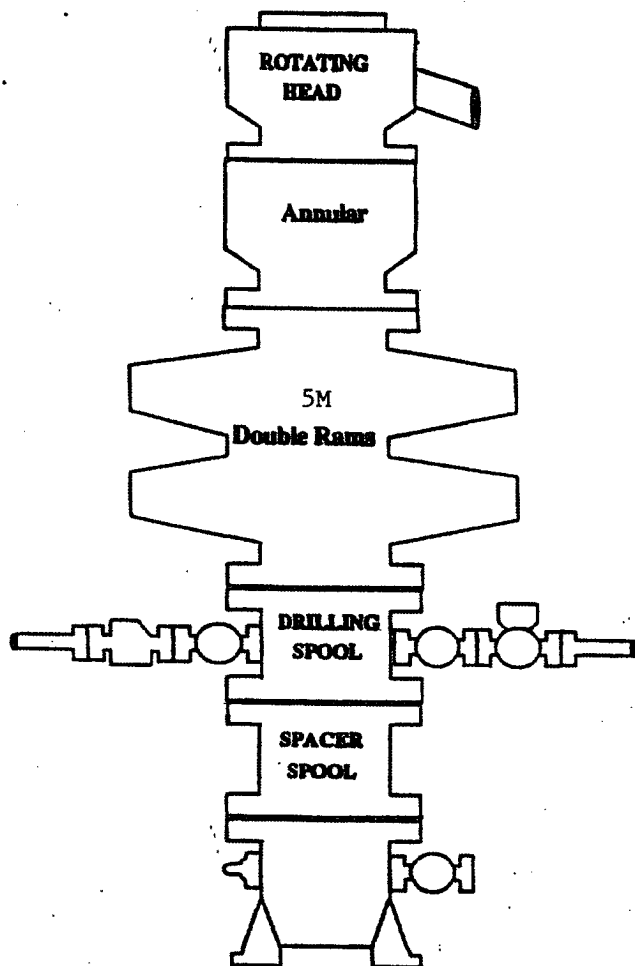 ROTATING
HEAD
Annular
5M
Double Rams
DRILLING
SPOOL
SPACER
SPOOL